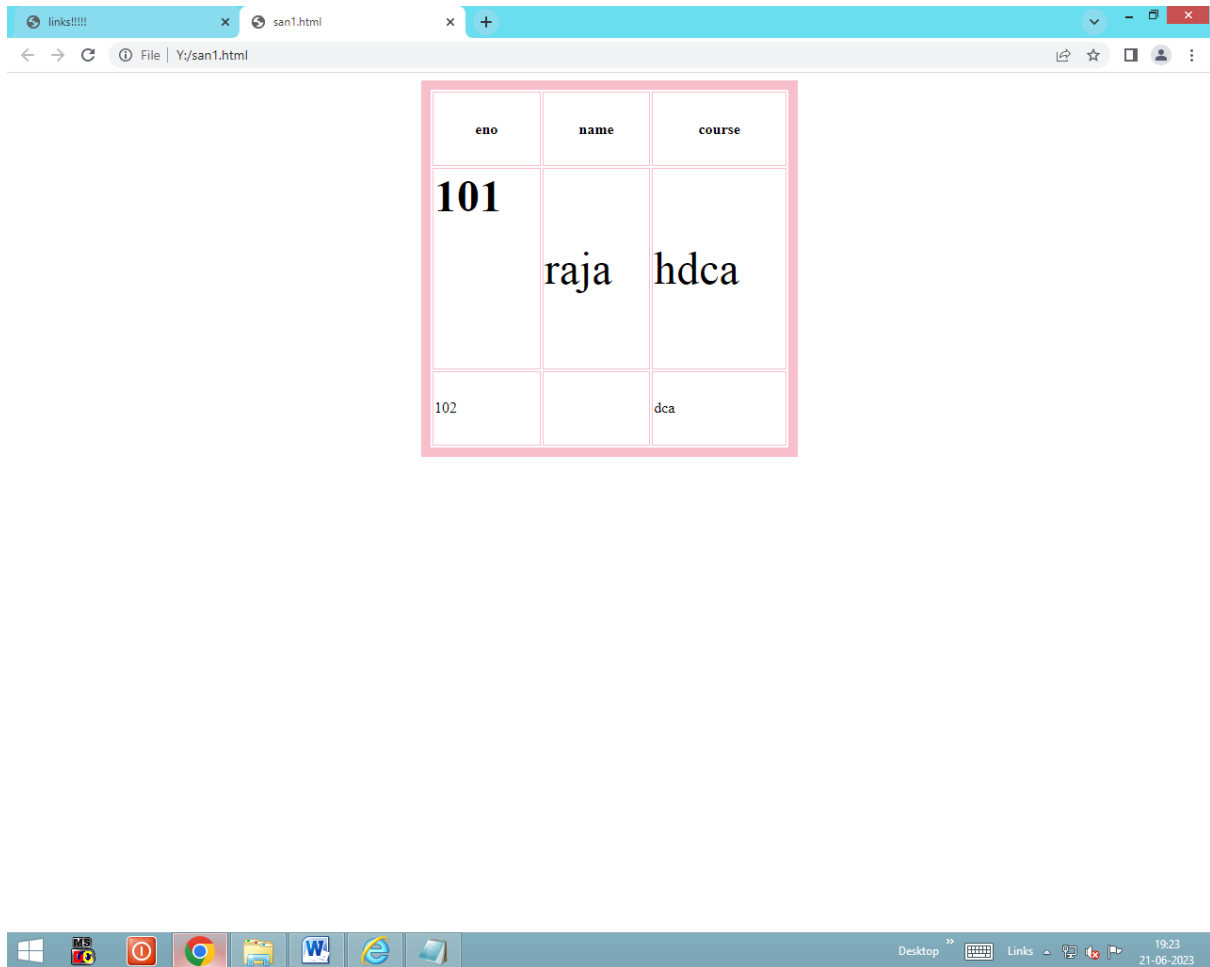 links!!!!!
san1.html
File
Y:/san1.html
eno name course
101
raja hdca
102 dca
MS
W
Desktop »
Links
19:23
21-06-2023